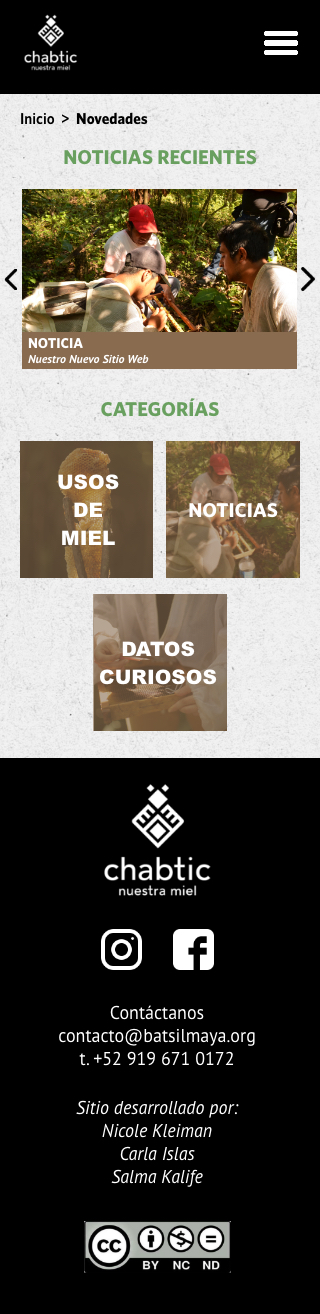 chabtic
nuestra miel
Inicio > Novedades
NOTICIAS RECIENTES
NOTICIA
Nuestro Nuevo Sitio Web
CATEGORÍAS
USOS
DE
MIEL
NOTICIAS
DATOS
CURIOSOS
chabtic
nuestra miel
Contáctanos
contacto@batsilmaya.org
t. +52 919 671 0172
Sitio desarrollado por:
Nicole Kleiman
Carla Islas
Salma Kalife
cc
BY NC ND